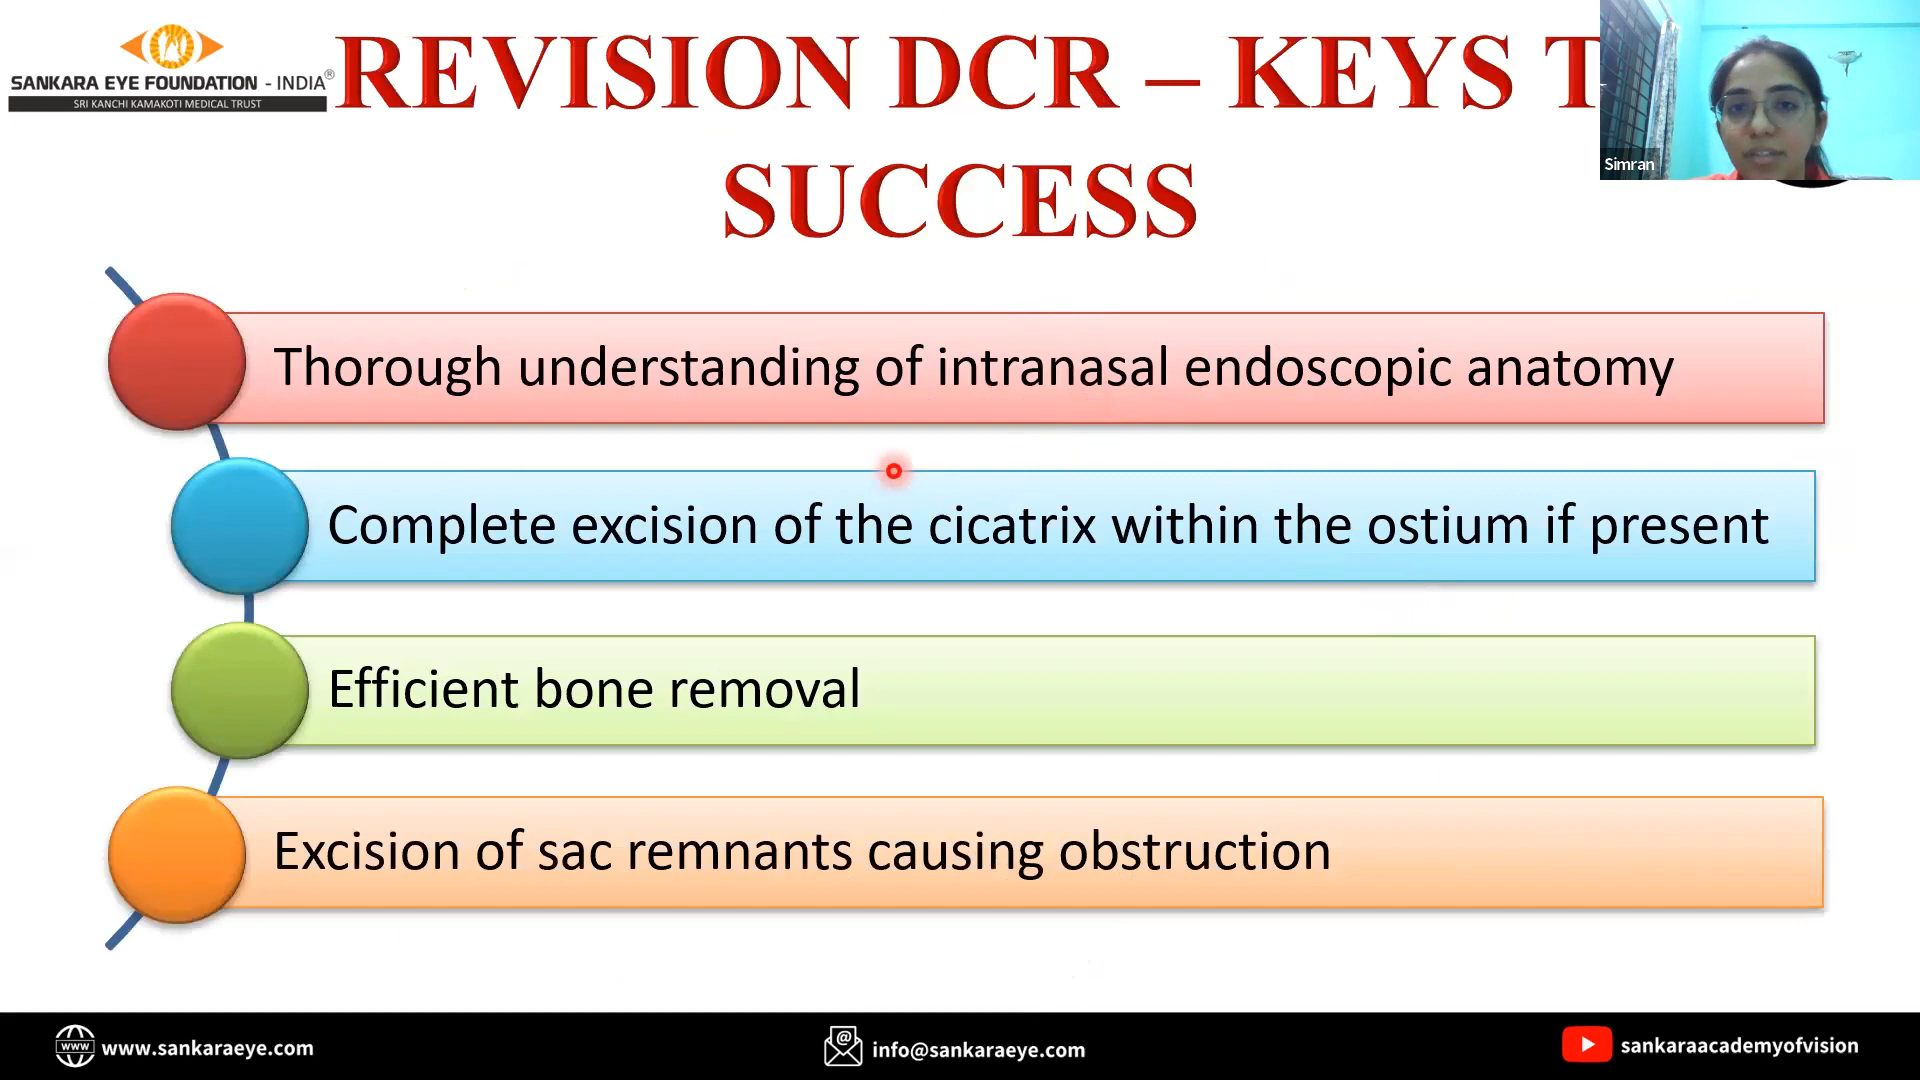 SANKARA EYE FOUNDATION - INDIA®
SRI KANCHI KAMAKOTI MEDICAL TRUST
REVISION DCR – KEYS T
SUCCESS
Simran
Thorough understanding of intranasal endoscopic anatomy
Complete excision of the cicatrix within the ostium if present
Efficient bone removal
Excision of sac remnants causing obstruction
www
www.sankaraeye.com
@
info@sankaraeye.com
sankaraacademyofvision